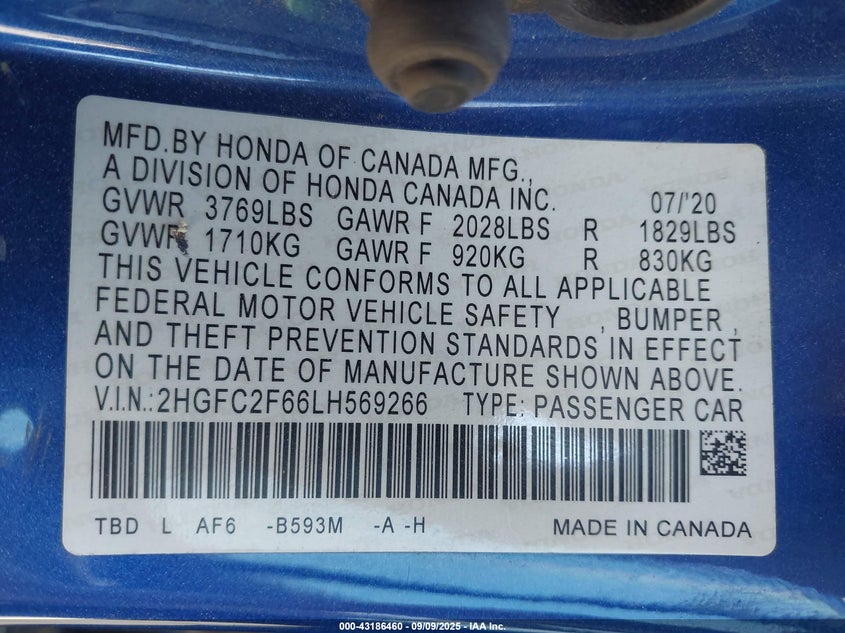 MFD.BY HONDA OF CANADA MFG.,
A DIVISION OF HONDA CANADA INC. 07/'20
GVWR 3769LBS GAWR F 2028LBS R 1829LBS
GVWR 1710KG GAWR F 920KG R 830KG
THIS VEHICLE CONFORMS TO ALL APPLICABLE
FEDERAL MOTOR VEHICLE SAFETY , BUMPER ,
AND THEFT PREVENTION STANDARDS IN EFFECT
ON THE DATE OF MANUFACTURE SHOWN ABOVE.
V.I.N.: 2HGFC2F66LH569266 TYPE: PASSENGER CAR
TBD L AF6 -B593M -A -H MADE IN CANADA
000-43186460 - 09/09/2025 - IAA Inc.